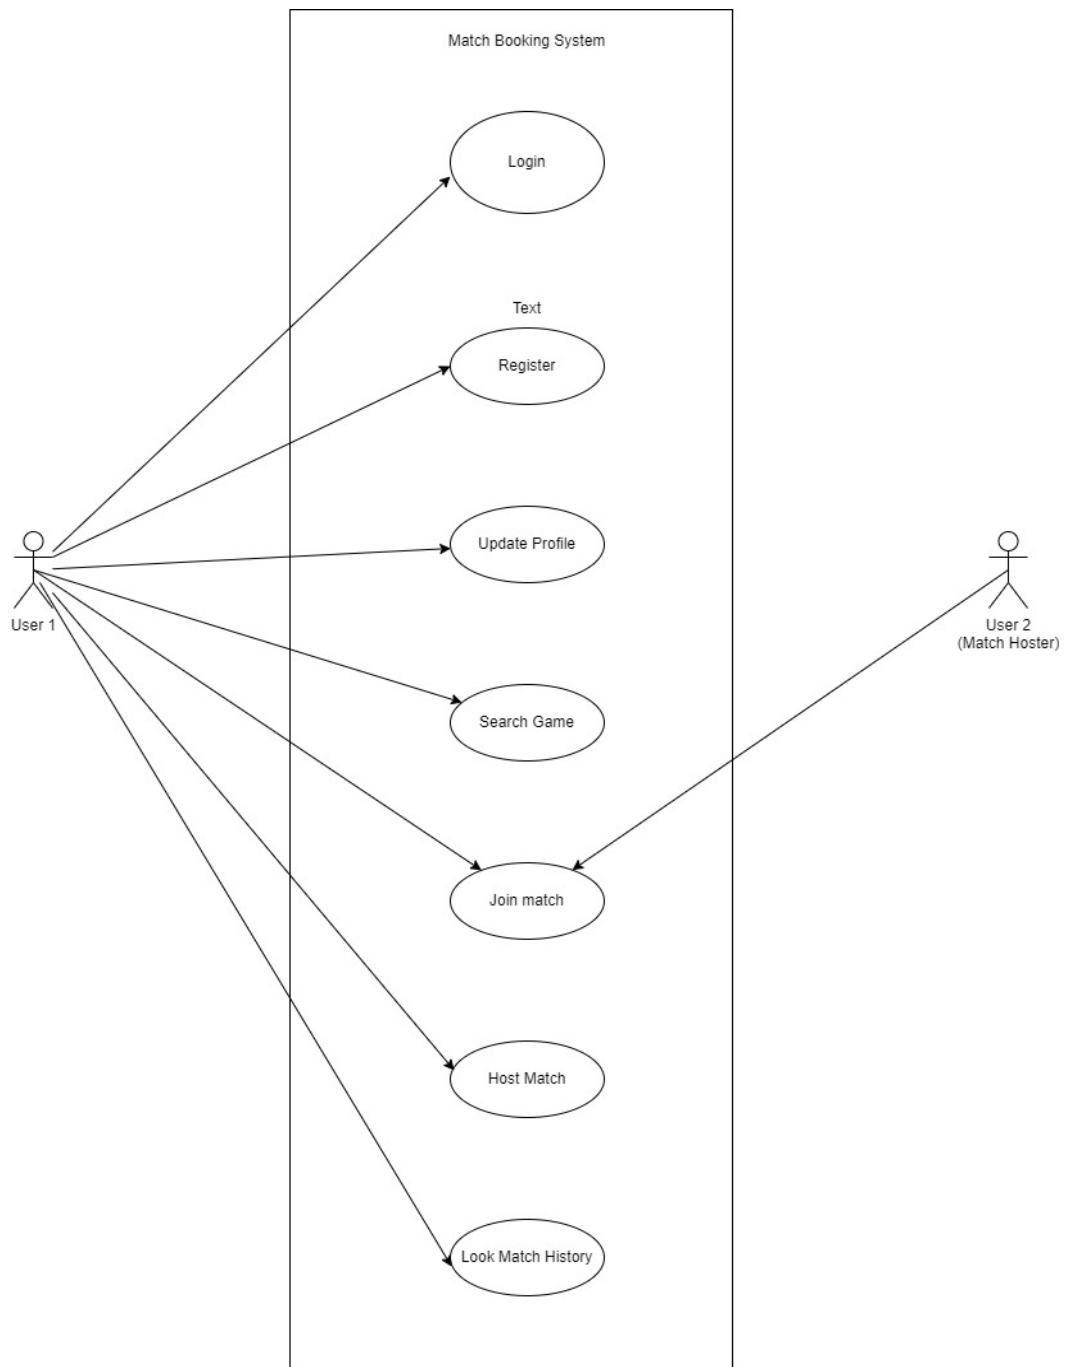 Match Booking System
Login
Text
Register
Update Profile
User 1
User 2
(Match Hoster)
Search Game
Join match
Host Match
Look Match History